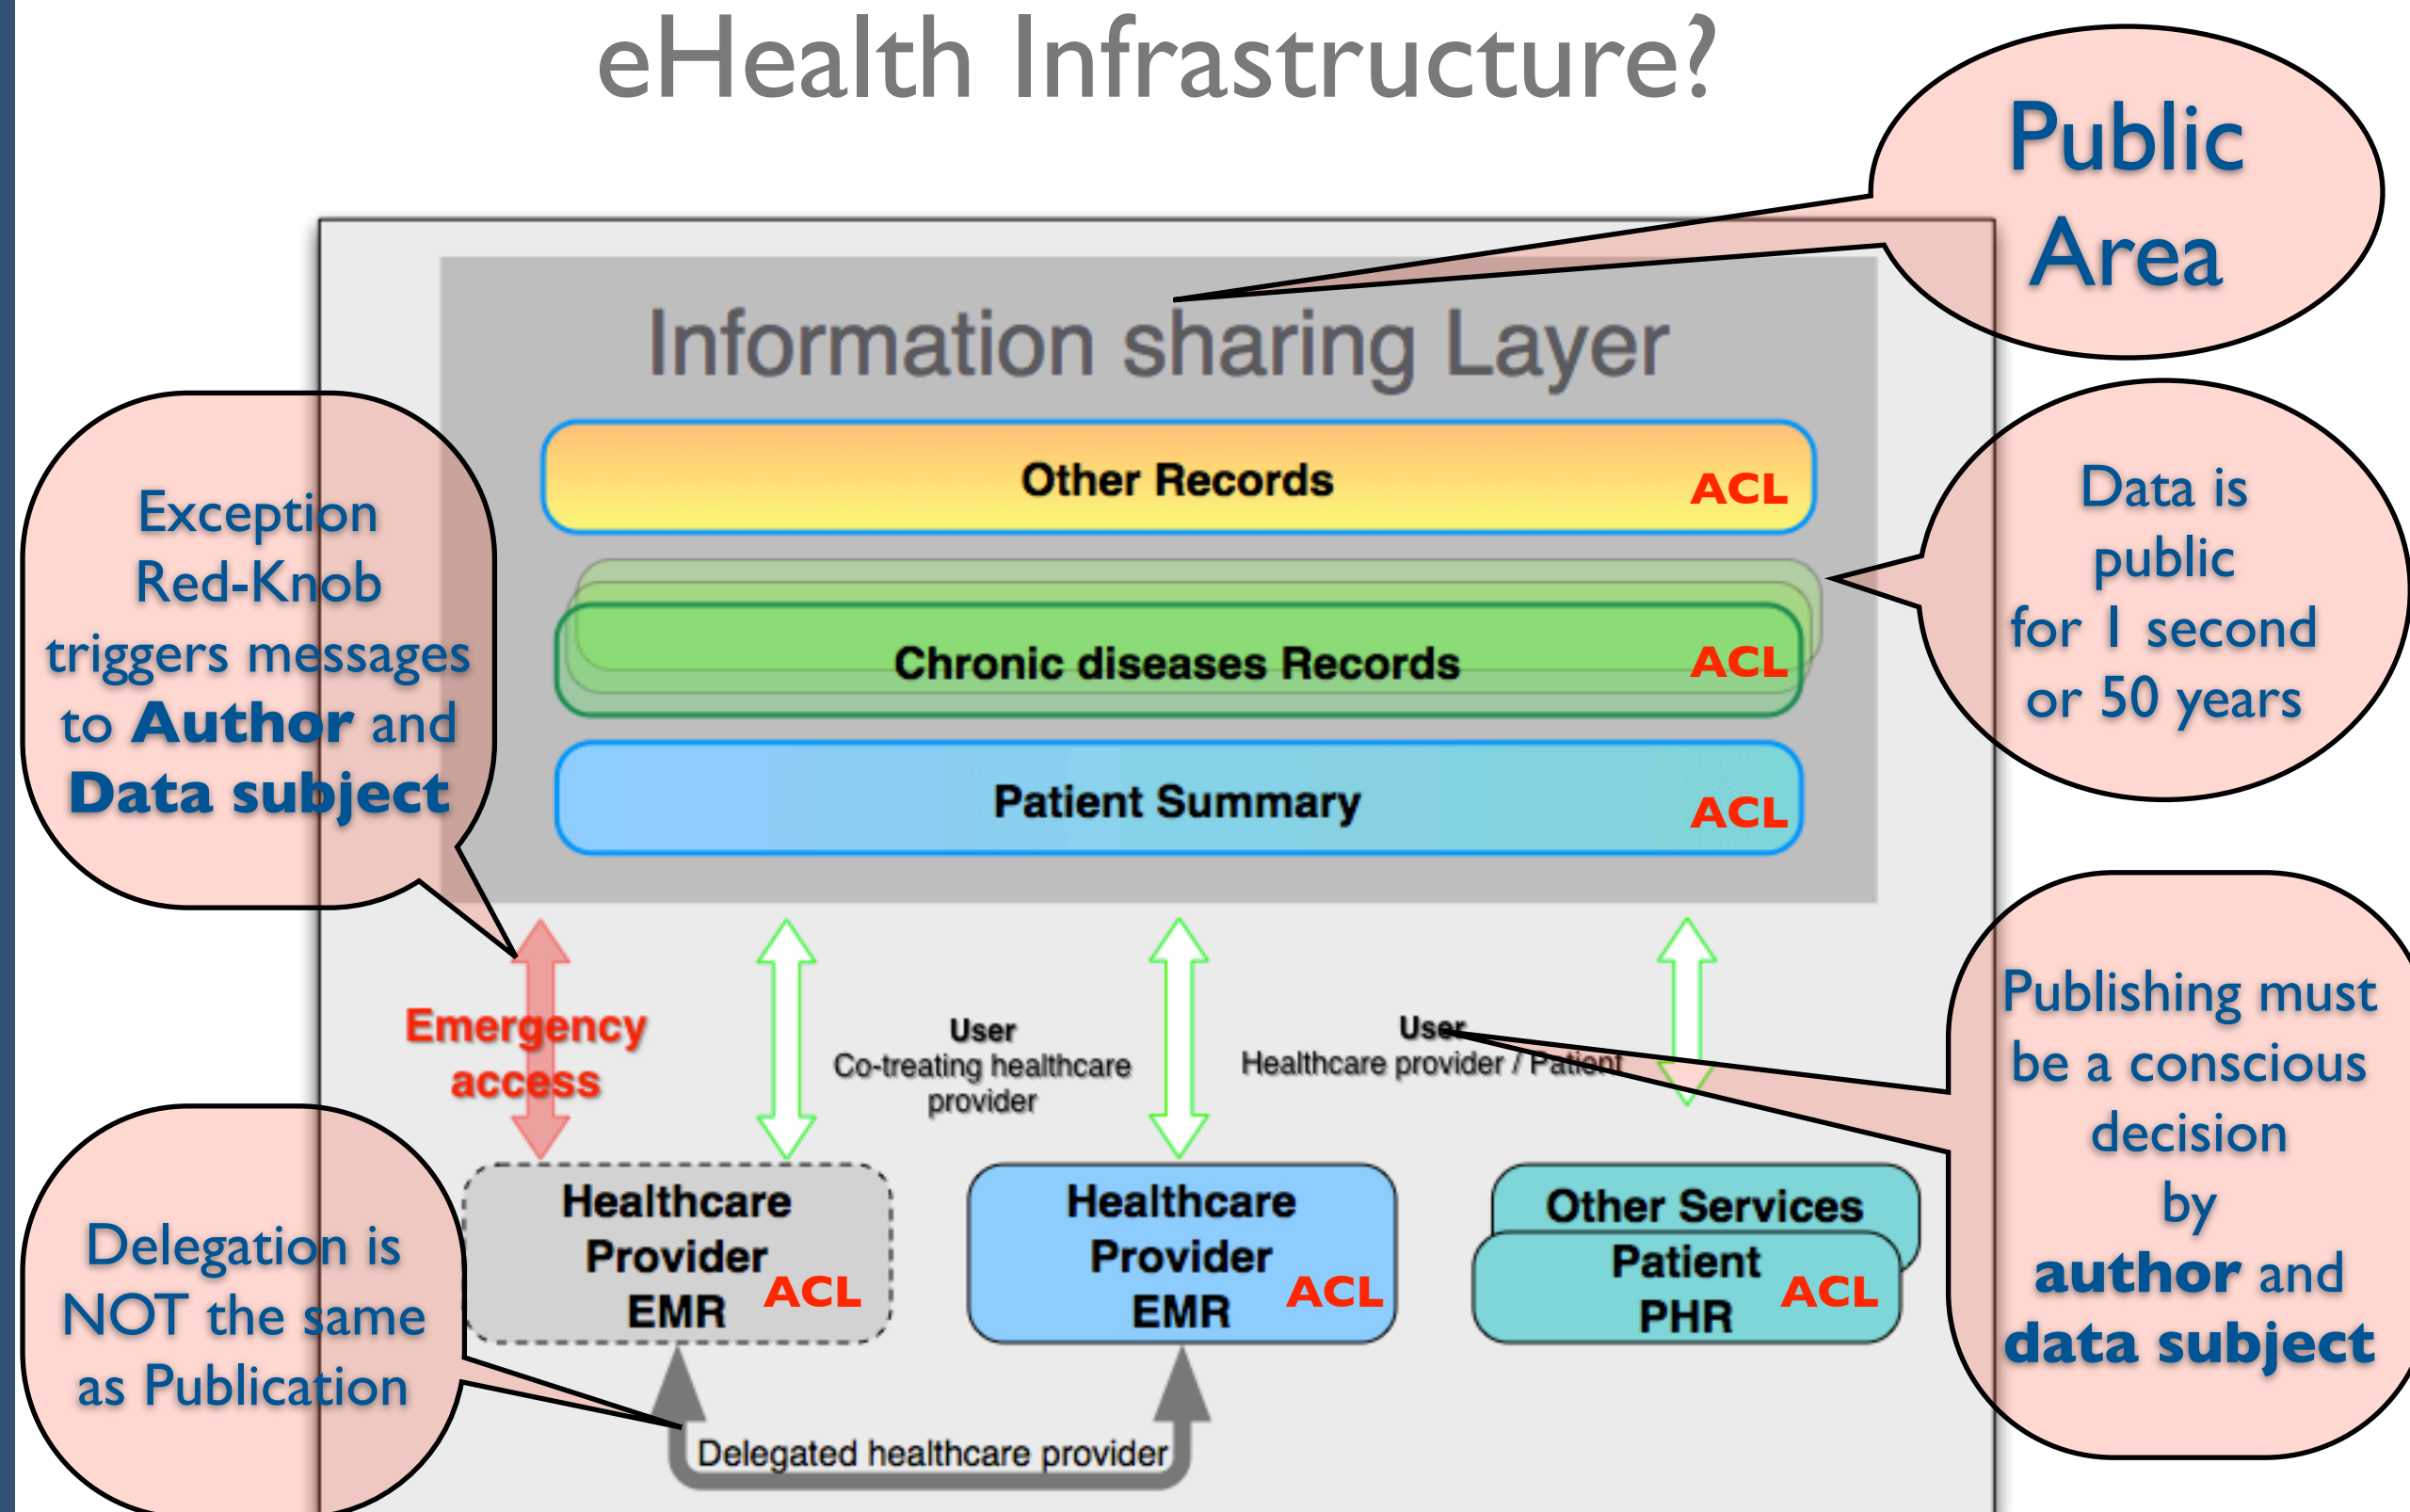 eHealth Infrastructure?
Public
Area
Information sharing Layer
Other Records
ACL
Exception
Red-Knob
triggers messages
to Author and
Data subject
Data is
public
for 1 second
or 50 years
Chronic diseases Records
ACL
Patient Summary
ACL
Emergency
access
User
Co-treating healthcare
provider
User
Healthcare provider / Patient
Publishing must
be a conscious
decision
by
author and
data subject
Delegation is
NOT the same
as Publication
Healthcare
Provider
EMR
ACL
Healthcare
Provider
EMR
ACL
Other Services
Patient
PHR
ACL
Delegated healthcare provider